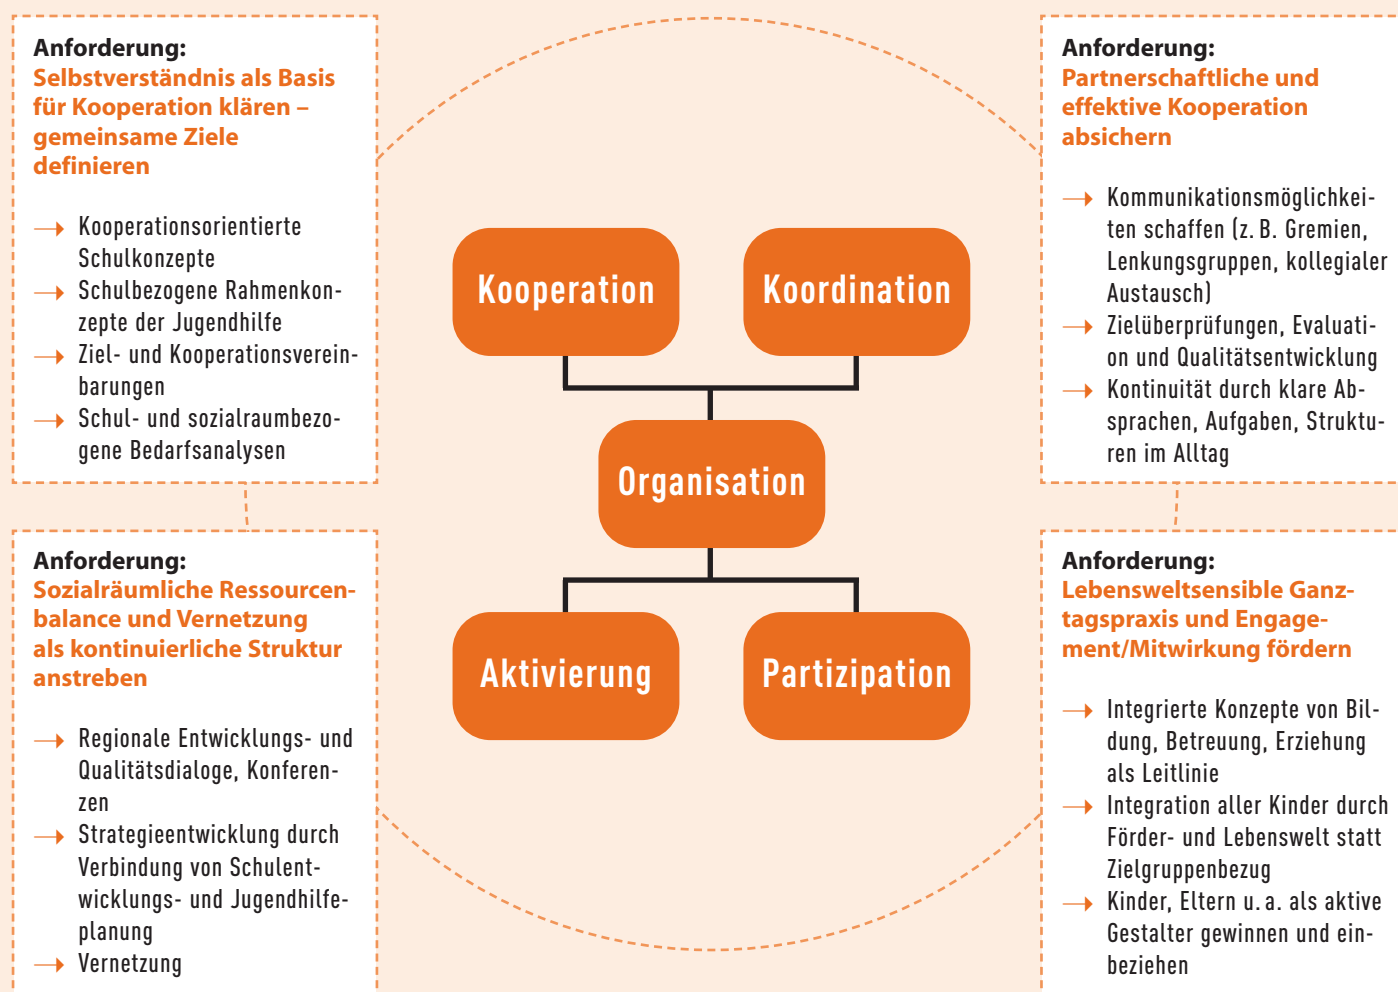 Anforderung:
Selbstverständnis als Basis
für Kooperation klären –
gemeinsame Ziele
definieren
→ Kooperationsorientierte
Schulkonzepte
→ Schulbezogene Rahmenkon-
zepte der Jugendhilfe
→ Ziel- und Kooperationsverein-
barungen
→ Schul- und sozialraumbezo-
gene Bedarfsanalysen
Anforderung:
Partnerschaftliche und
effektive Kooperation
absichern
→ Kommunikationsmöglichkei-
ten schaffen (z. B. Gremien,
Lenkungsgruppen, kollegialer
Austausch)
→ Zielüberprüfungen, Evaluati-
on und Qualitätsentwicklung
→ Kontinuität durch klare Ab-
sprachen, Aufgaben, Struktu-
ren im Alltag
Kooperation
Koordination
Organisation
Aktivierung
Partizipation
Anforderung:
Sozialräumliche Ressourcen-
balance und Vernetzung
als kontinuierliche Struktur
anstreben
→ Regionale Entwicklungs- und
Qualitätsdialoge, Konferen-
zen
→ Strategieentwicklung durch
Verbindung von Schulent-
wicklungs- und Jugendhilfe-
planung
→ Vernetzung
Anforderung:
Lebensweltsensible Ganz-
tagspraxis und Engage-
ment/Mitwirkung fördern
→ Integrierte Konzepte von Bil-
dung, Betreuung, Erziehung
als Leitlinie
→ Integration aller Kinder durch
Förder- und Lebenswelt statt
Zielgruppenbezug
→ Kinder, Eltern u. a. als aktive
Gestalter gewinnen und ein-
beziehen